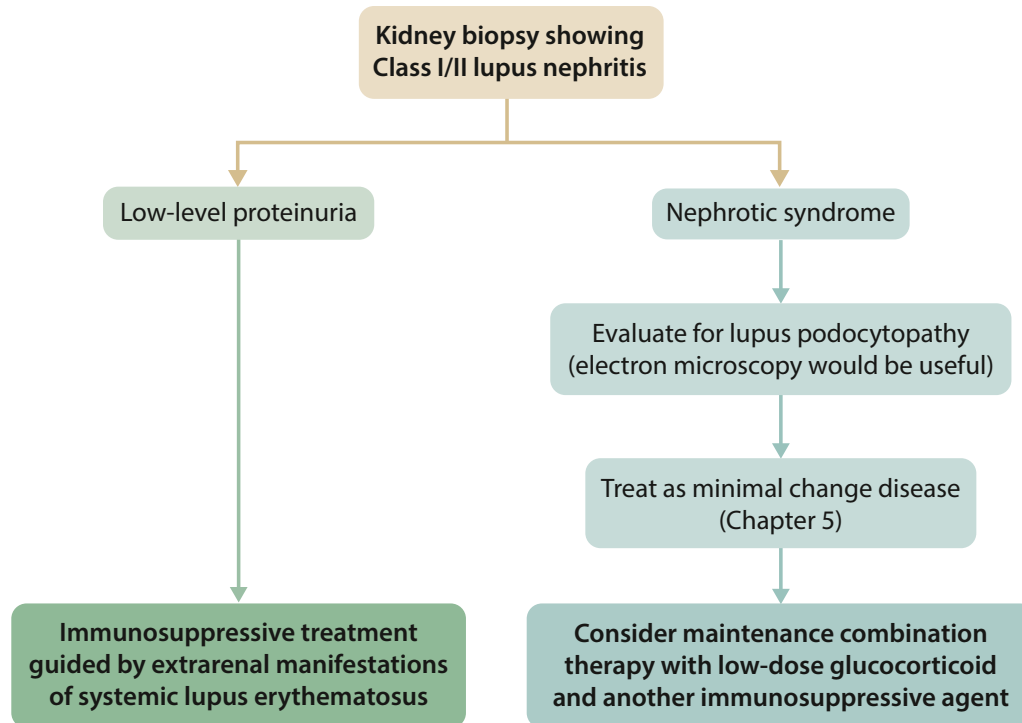 Kidney biopsy showing
Class I/II lupus nephritis
Low-level proteinuria
Nephrotic syndrome
Evaluate for lupus podocytopathy
(electron microscopy would be useful)
Treat as minimal change disease
(Chapter 5)
Immunosuppressive treatment
guided by extrarenal manifestations
of systemic lupus erythematosus
Consider maintenance combination
therapy with low-dose glucocorticoid
and another immunosuppressive agent